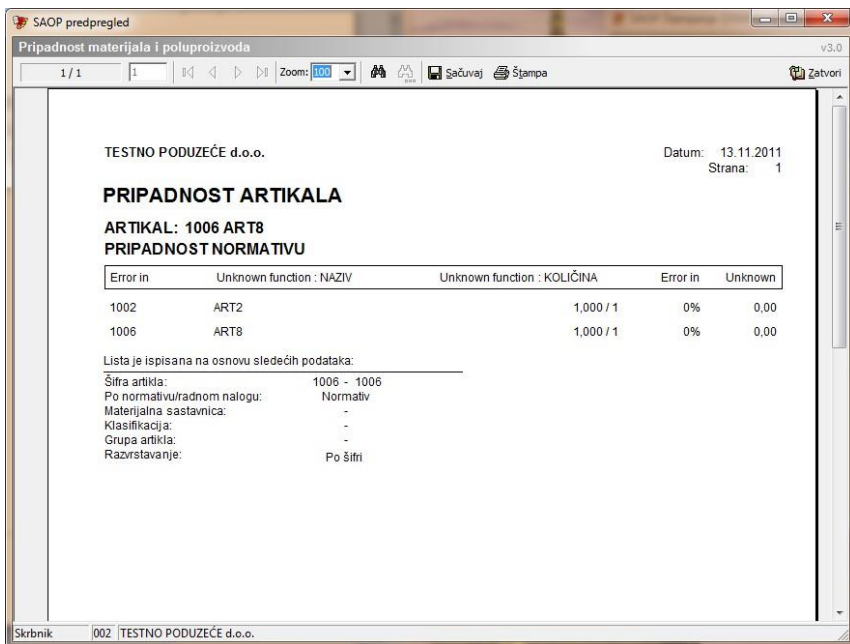 SAOP predpregled
Pripadnost materijala i poluproizvoda v3.0
1 / 1 1 Zoom: 100 Sačuvaj Štampa Zatvori
TESTNO PODUZEĆE d.o.o. Datum: 13.11.2011
Strana: 1
PRIPADNOST ARTIKALA
ARTIKAL: 1006 ART8
PRIPADNOST NORMATIVU
Error in Unknown function : NAZIV Unknown function : KOLIČINA Error in Unknown
1002 ART2 1,000 / 1 0% 0,00
1006 ART8 1,000 / 1 0% 0,00
Lista je ispisana na osnovu sledećih podataka:
Šifra artikla: 1006 - 1006
Po normativu/radnom nalogu: Normativ
Materijalna sastavnica: -
Klasifikacija: -
Grupa artikla: -
Razvrstavanje: Po šifri
Skrbnik 002 TESTNO PODUZEĆE d.o.o.